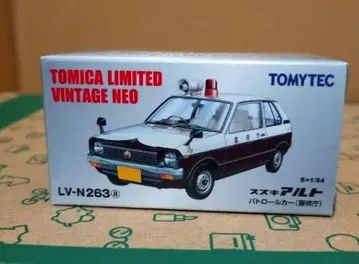 TOMICA LIMITED
VINTAGE NEO
TOMYTEC
LV-N263 a
S=1/64
スズキ アルト
パトロールカー(警視庁)